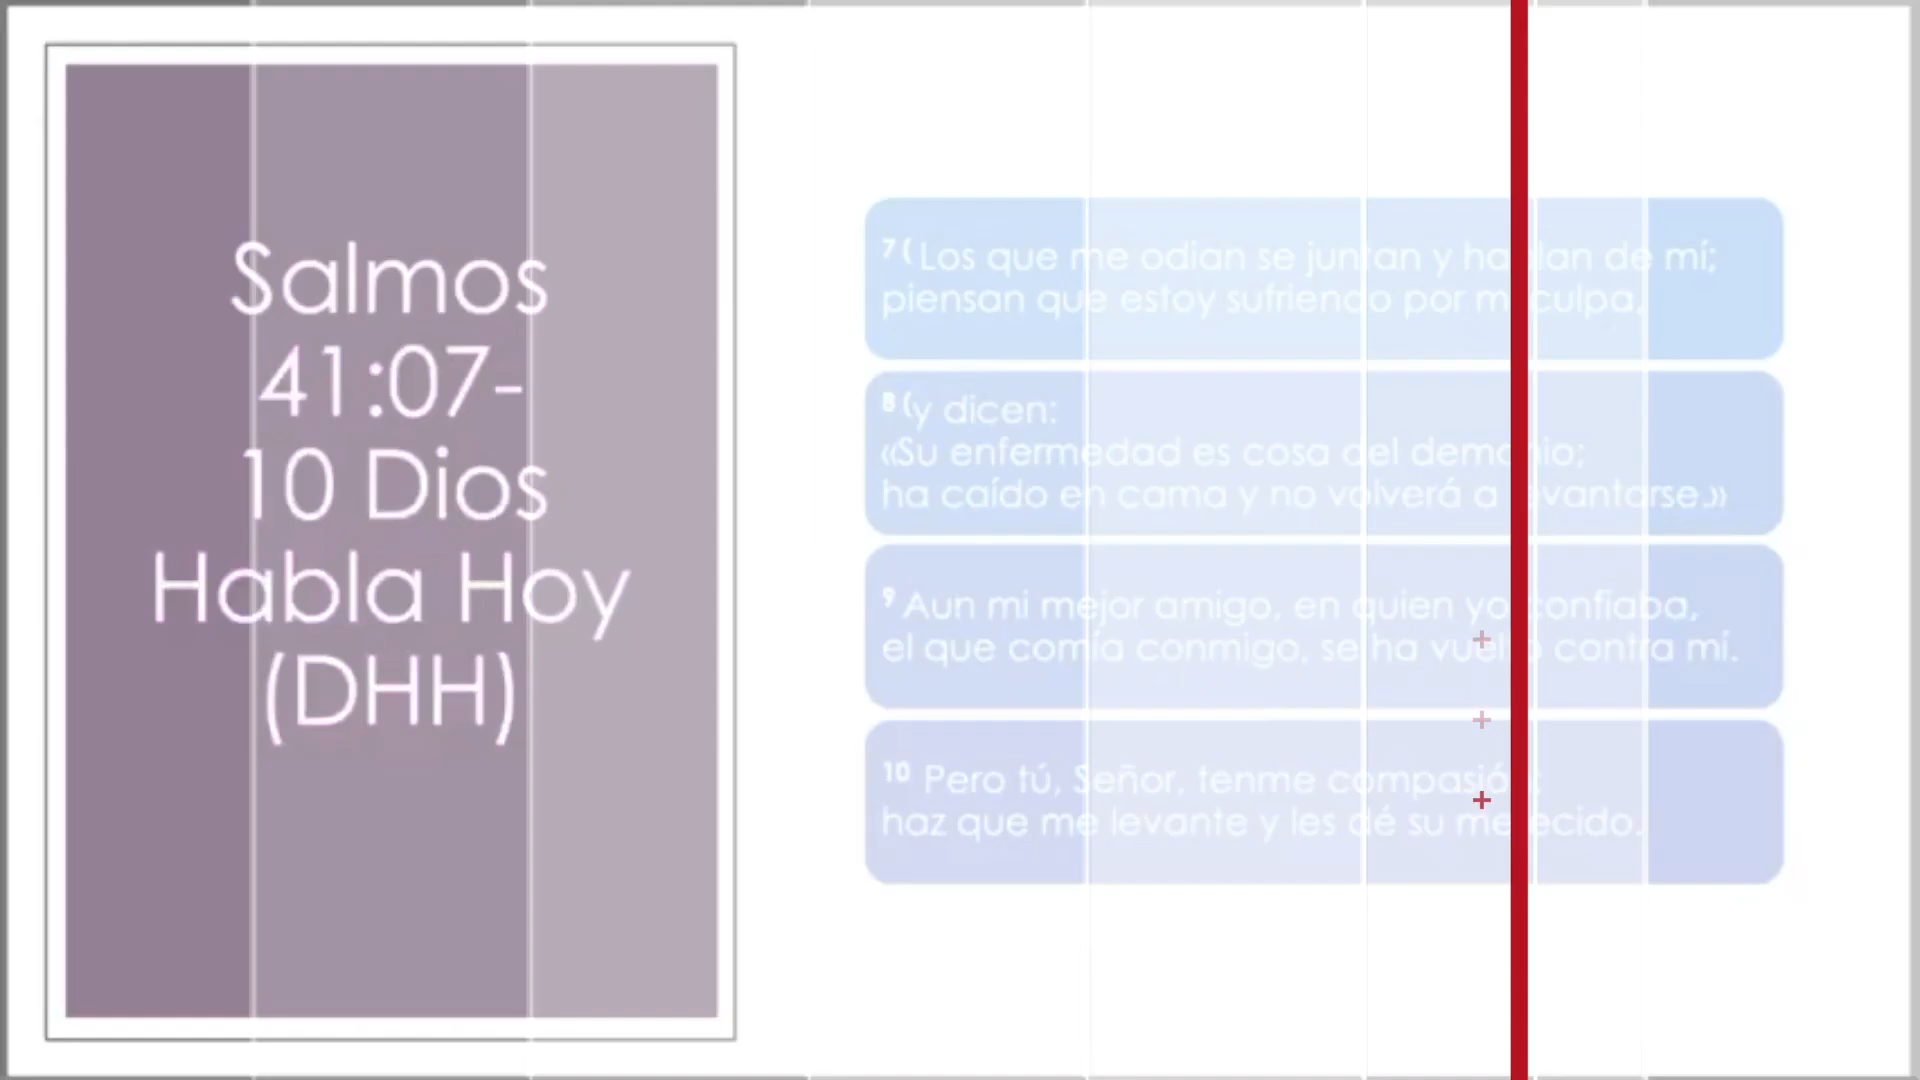 Salmos
41:07-
10 Dios
Habla Hoy
(DHH)
7 ( Los que me odian se juntan y hablan de mí;
piensan que estoy sufriendo por mi culpa,
8 (y dicen:
«Su enfermedad es cosa del demonio;
ha caído en cama y no volverá a levantarse.»
9 Aun mi mejor amigo, en quien yo confiaba,
el que comía conmigo, se ha vuelto contra mí.
10 Pero tú, Señor, tenme compasión;
haz que me levante y les dé su merecido.